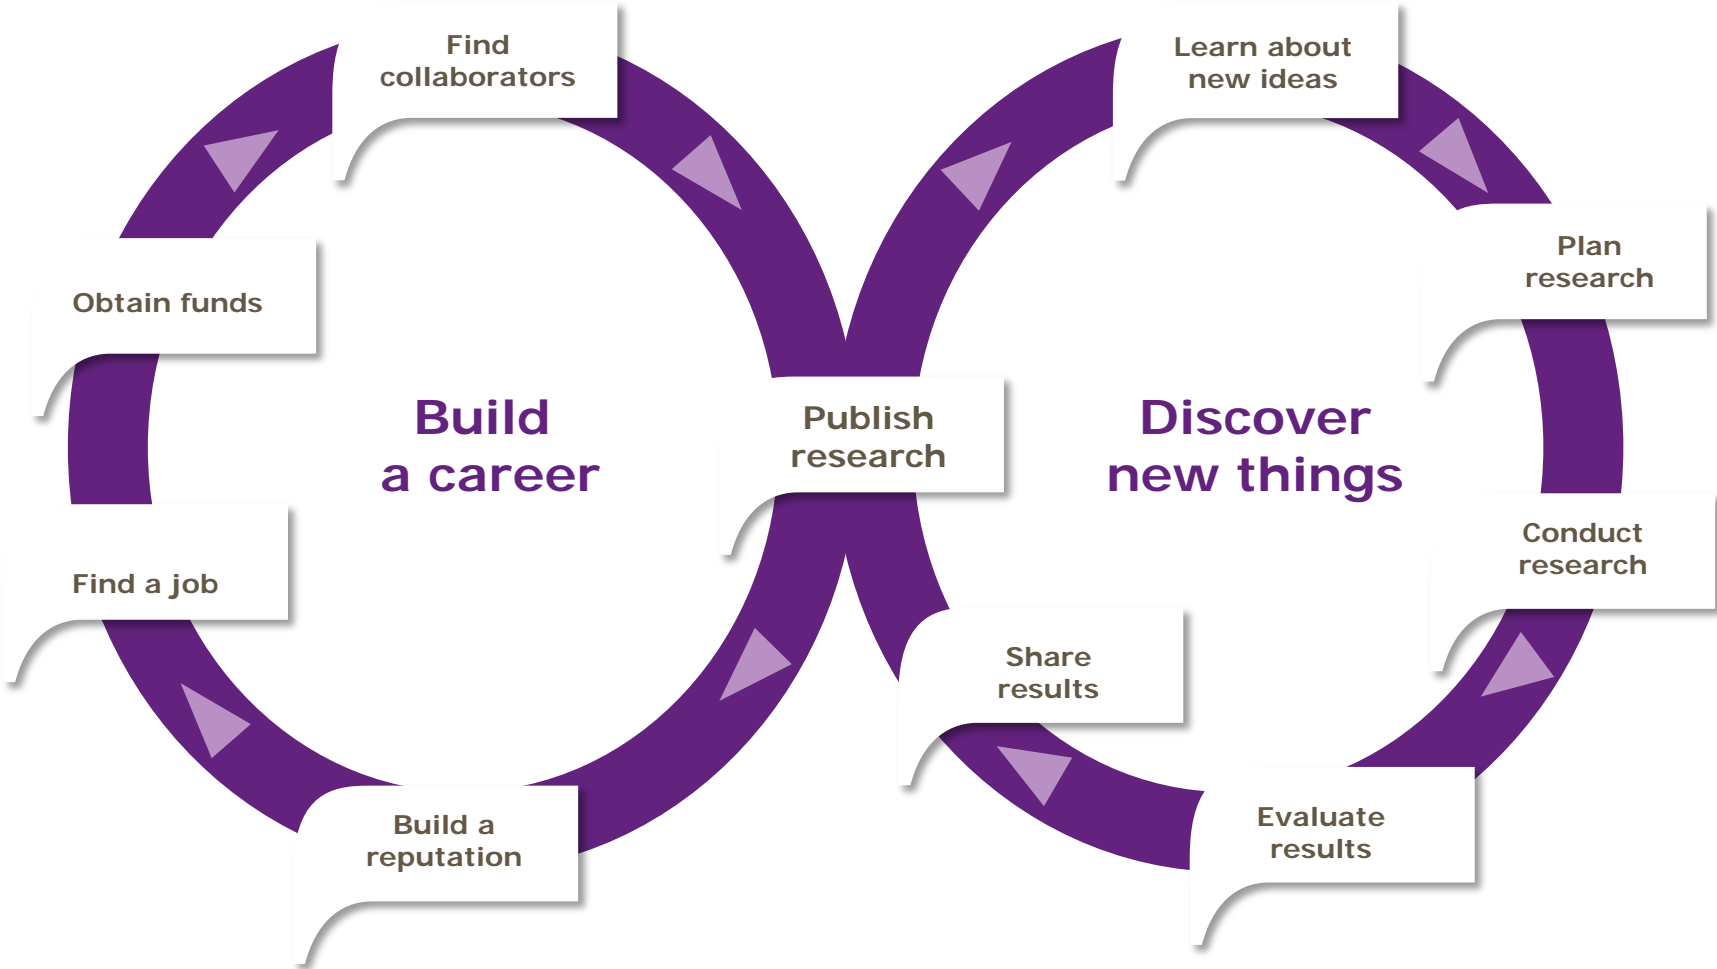 Find
collaborators
Learn about
new ideas
Plan
research
Obtain funds
Build
a career
Publish
research
Discover
new things
Conduct
research
Find a job
Share
results
Build a
reputation
Evaluate
results